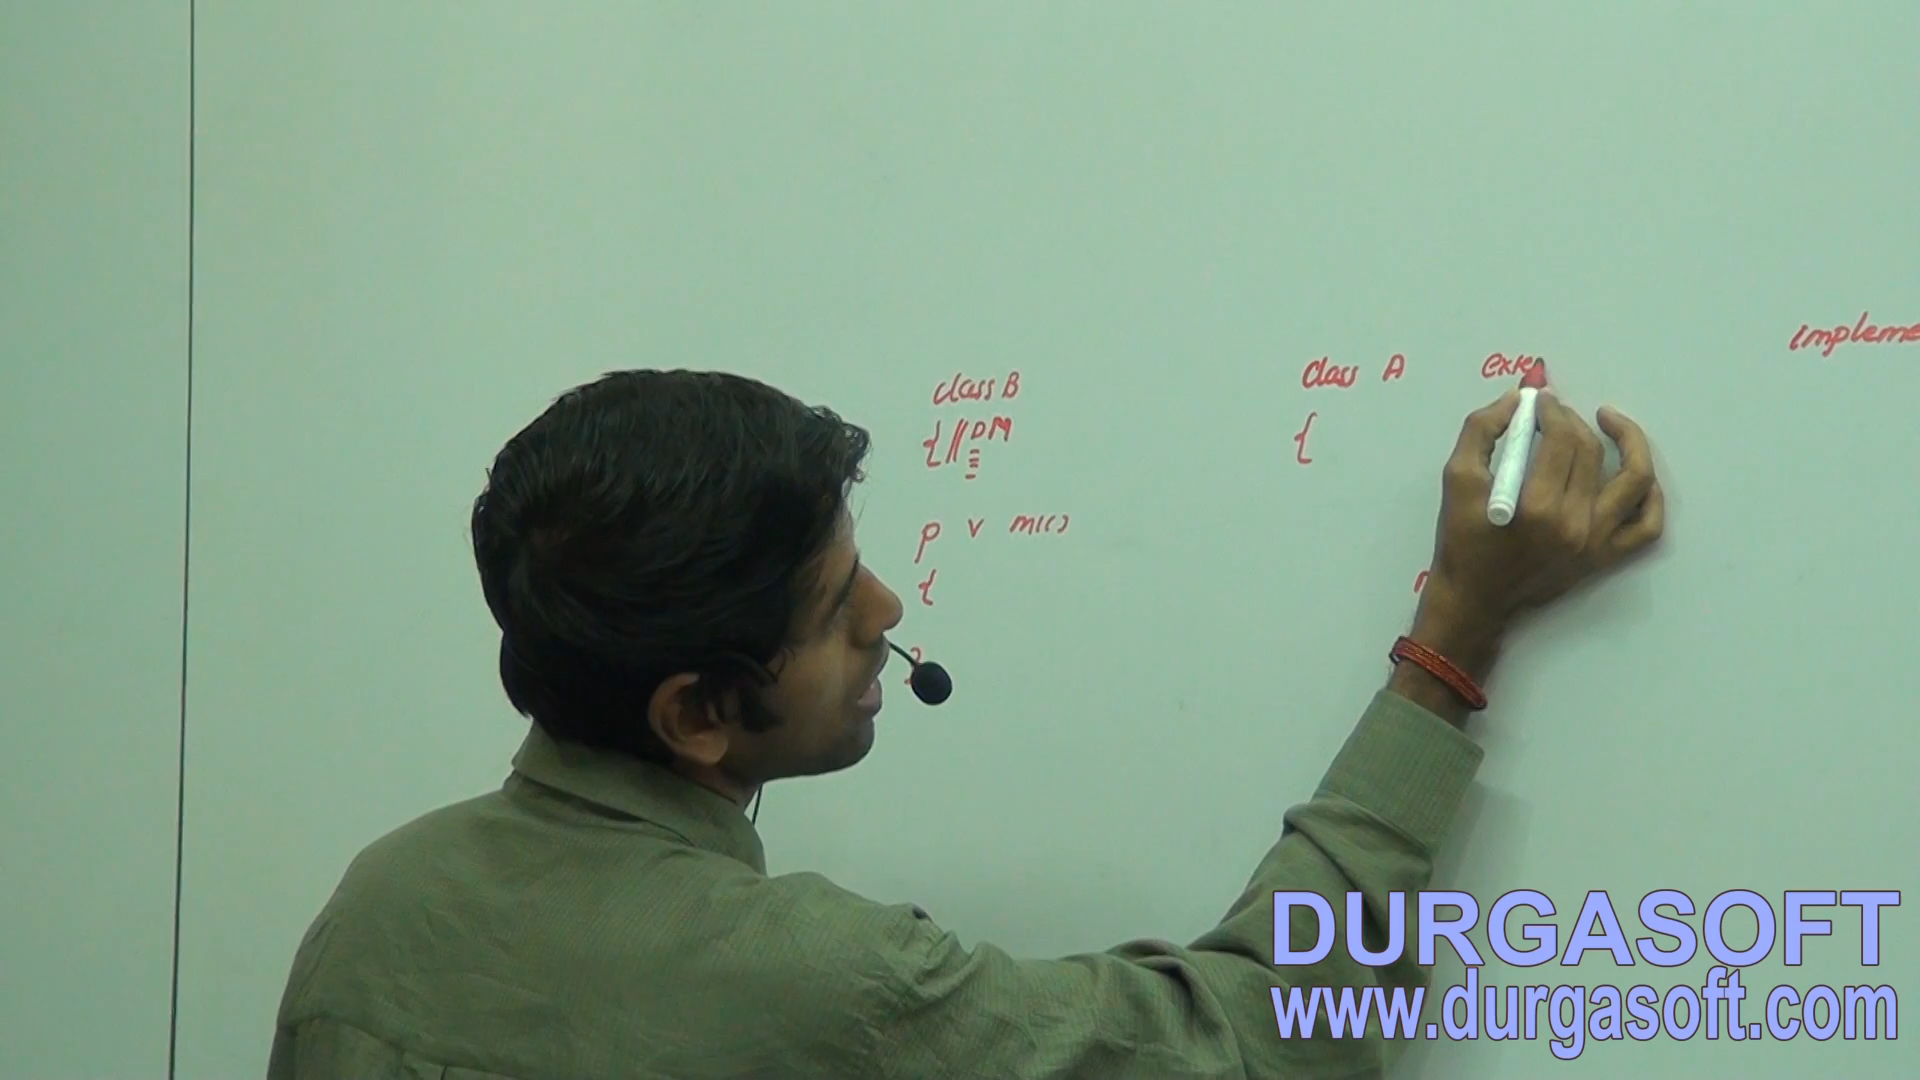 impleme
class A exte
class B
{ // DM
{
p v m1()
{
}
DURGASOFT
www.durgasoft.com